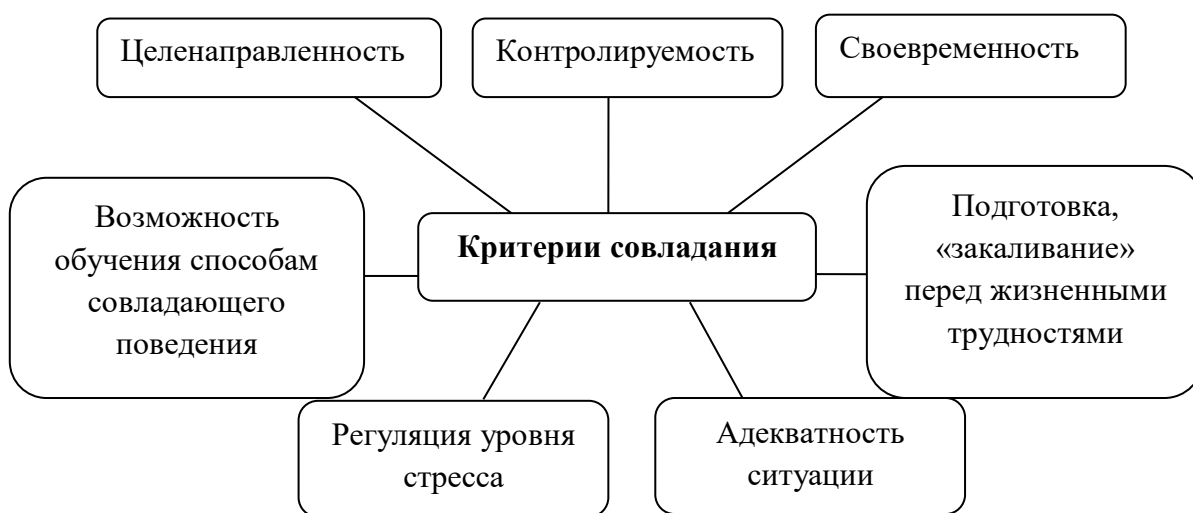 Целенаправленность
Контролируемость
Своевременность
Возможность
обучения способам
совладающего
поведения
Критерии совладания
Подготовка,
«закаливание»
перед жизненными
трудностями
Регуляция уровня
стресса
Адекватность
ситуации